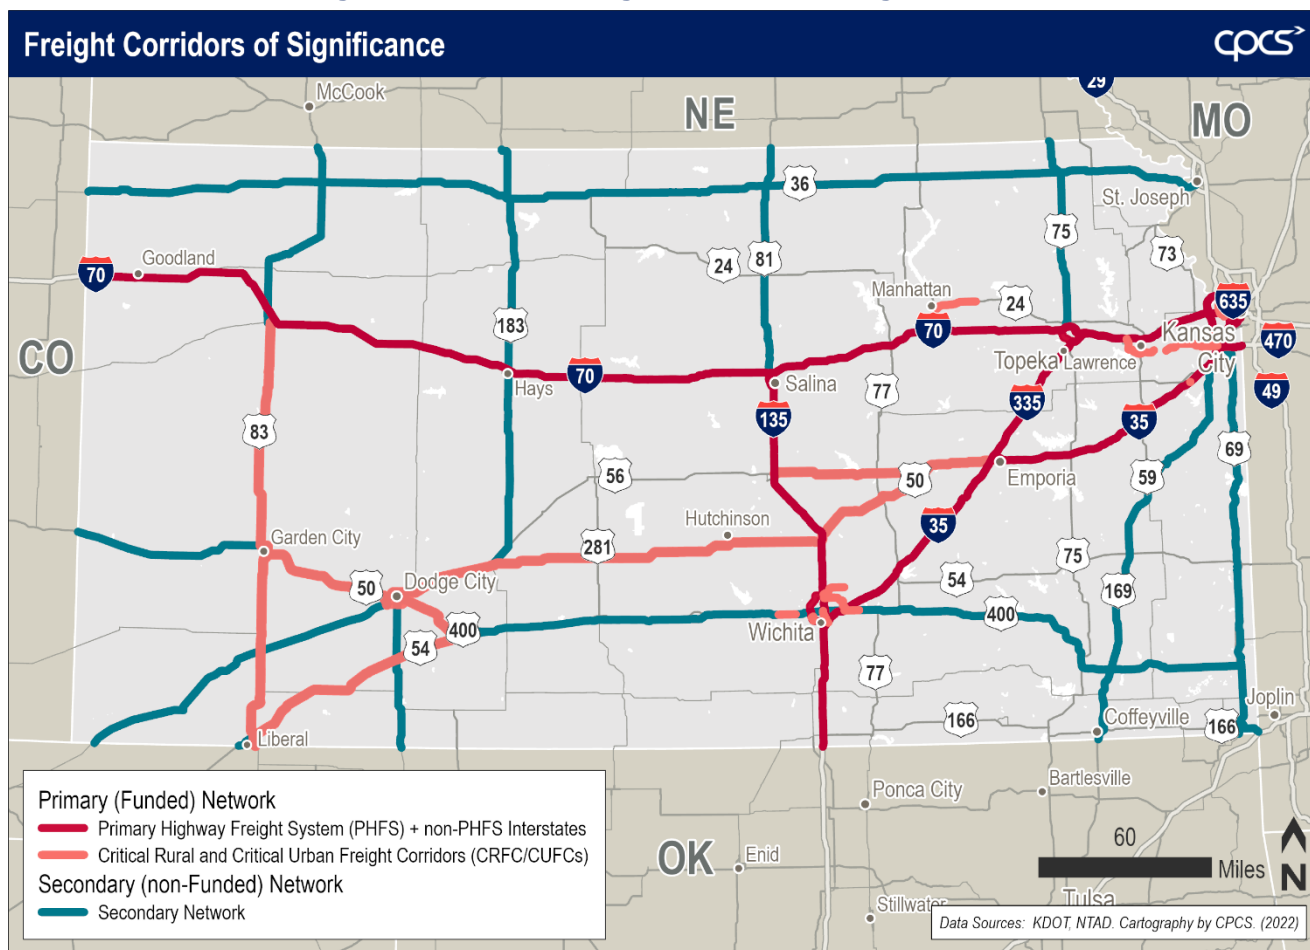 Freight Corridors of Significance
cpcs
29
McCook
NE
MO
36
St. Joseph
75
73
Goodland
70
24
81
Manhattan
24
635
183
70
Kansas
City
470
CO
Hays
70
Salina
Topeka
Lawrence
49
135
77
335
35
83
56
50
Emporia
59
69
Hutchinson
35
Garden City
281
75
50
Dodge City
54
169
400
54
Wichita
400
77
166
Coffeyville
166
Joplin
Liberal
Primary (Funded) Network
Primary Highway Freight System (PHFS) + non-PHFS Interstates
Critical Rural and Critical Urban Freight Corridors (CRFC/CUFCs)
Secondary (non-Funded) Network
Secondary Network
Ponca City
Bartlesville
OK
Enid
60
Miles
N
Stillwater
Tulsa
Data Sources: KDOT, NTAD. Cartography by CPCS. (2022)